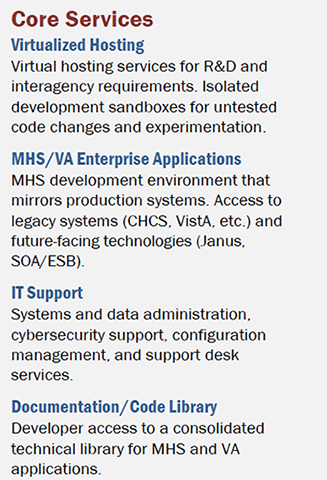 Core Services
Virtualized Hosting
Virtual hosting services for R&D and
interagency requirements. Isolated
development sandboxes for untested
code changes and experimentation.
MHS/VA Enterprise Applications
MHS development environment that
mirrors production systems. Access to
legacy systems (CHCS, VistA, etc.) and
future-facing technologies (Janus,
SOA/ESB).
IT Support
Systems and data administration,
cybersecurity support, configuration
management, and support desk
services.
Documentation/Code Library
Developer access to a consolidated
technical library for MHS and VA
applications.